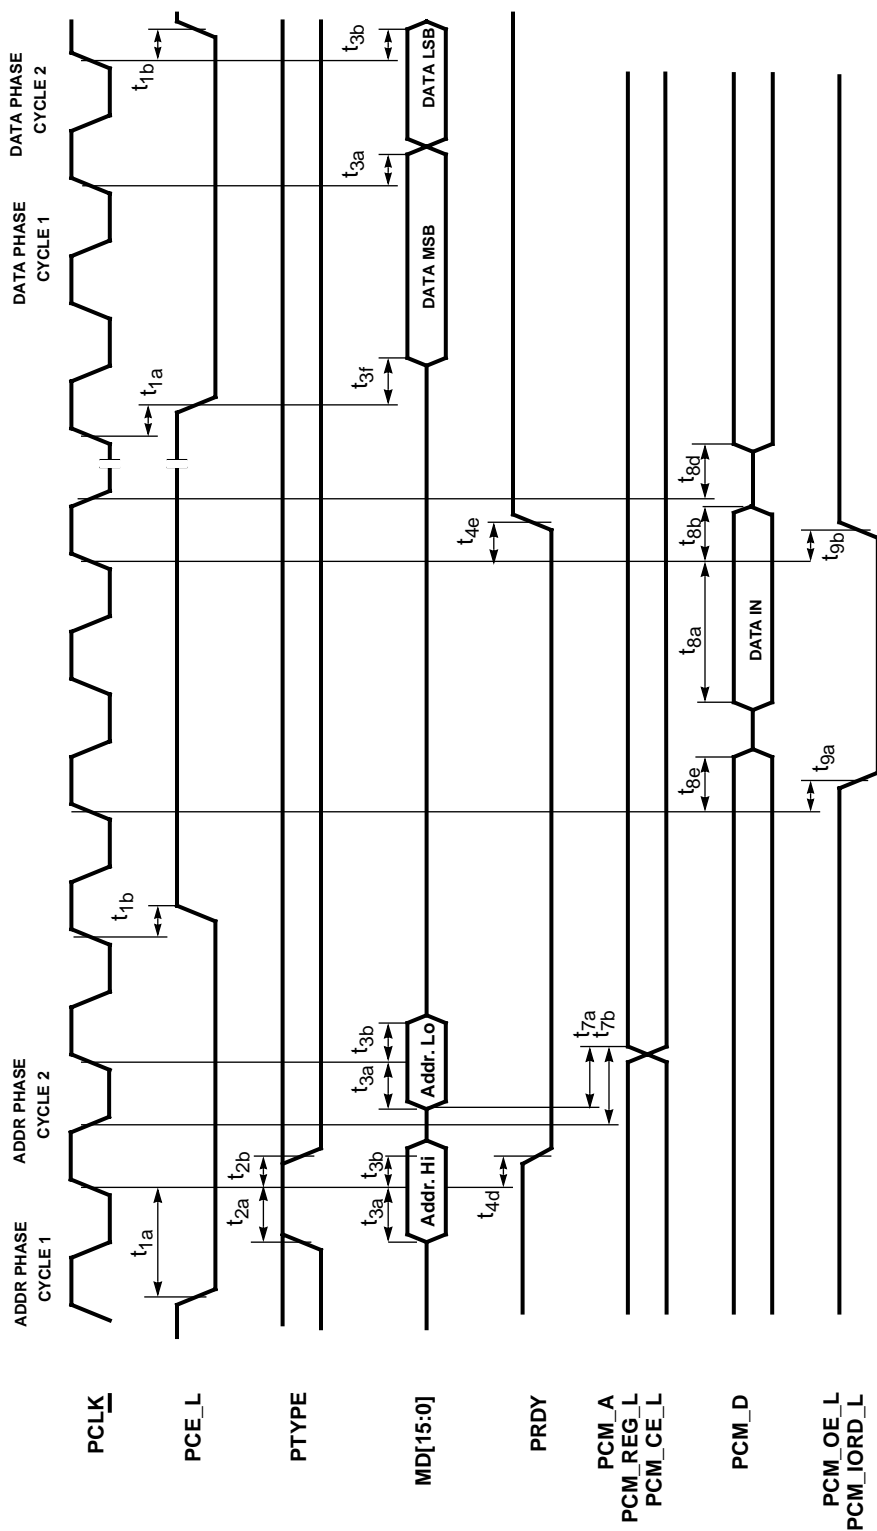 ADDR PHASE
CYCLE 1
ADDR PHASE
CYCLE 2
DATA PHASE
CYCLE 1
DATA PHASE
CYCLE 2
PCLK
PCE_L
t1a
t1b
t1a
t1b
PTYPE
t2a
t2b
MD[15:0]
t3a
t3b
t3a
t3b
t3f
t3a
t3b
Addr. Hi
Addr. Lo
DATA MSB
DATA LSB
PRDY
t4d
t4e
PCM_A
PCM_REG_L
PCM_CE_L
t7a
t7b
PCM_D
t8e
t8a
t8b
t8d
DATA IN
PCM_OE_L
PCM_IORD_L
t9a
t9b